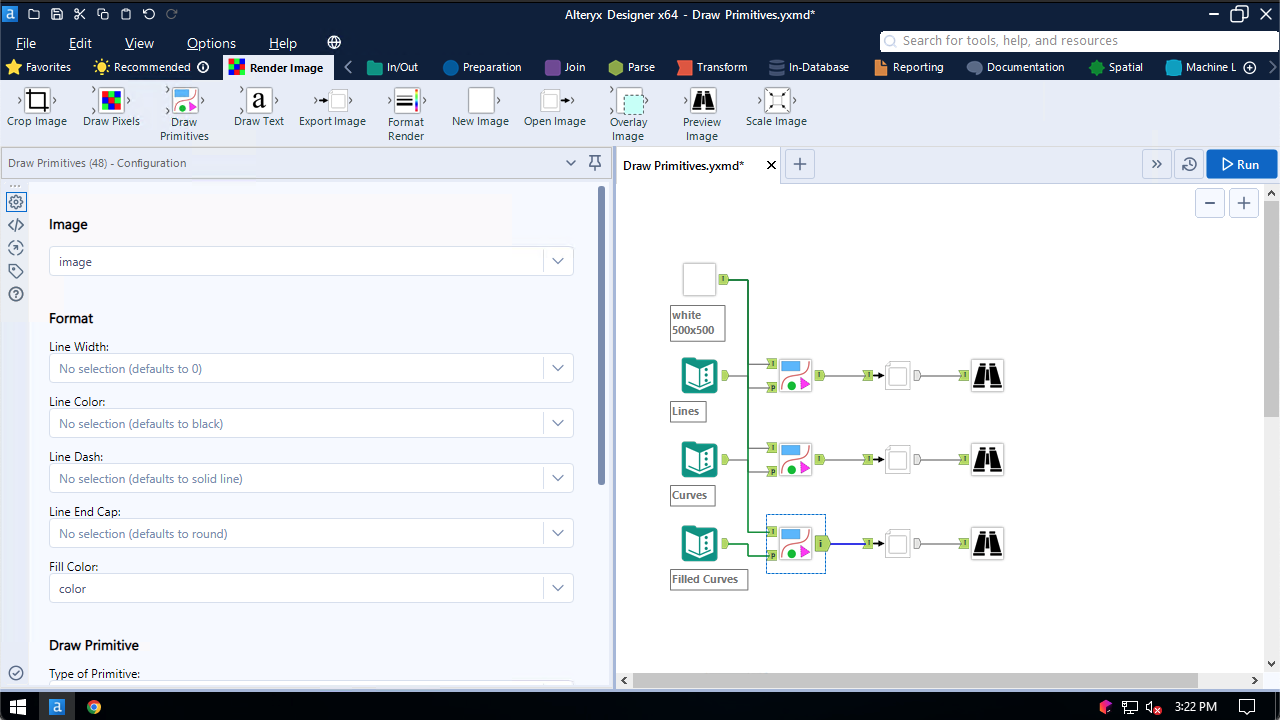 Alteryx Designer x64 - Draw Primitives.yxmd*
File
Edit
View
Options
Help
Search for tools, help, and resources
Favorites
Recommended
Render Image
In/Out
Preparation
Join
Parse
Transform
In-Database
Reporting
Documentation
Spatial
Machine L
Crop Image
Draw Pixels
Draw
Primitives
Draw Text
Export Image
Format
Render
New Image
Open Image
Overlay
Image
Preview
Image
Scale Image
Draw Primitives (48) - Configuration
Draw Primitives.yxmd*
Run
Image
image
Format
Line Width:
No selection (defaults to 0)
Line Color:
No selection (defaults to black)
Line Dash:
No selection (defaults to solid line)
Line End Cap:
No selection (defaults to round)
Fill Color:
color
Draw Primitive
Type of Primitive:
white
500x500
Lines
Curves
Filled Curves
3:22 PM